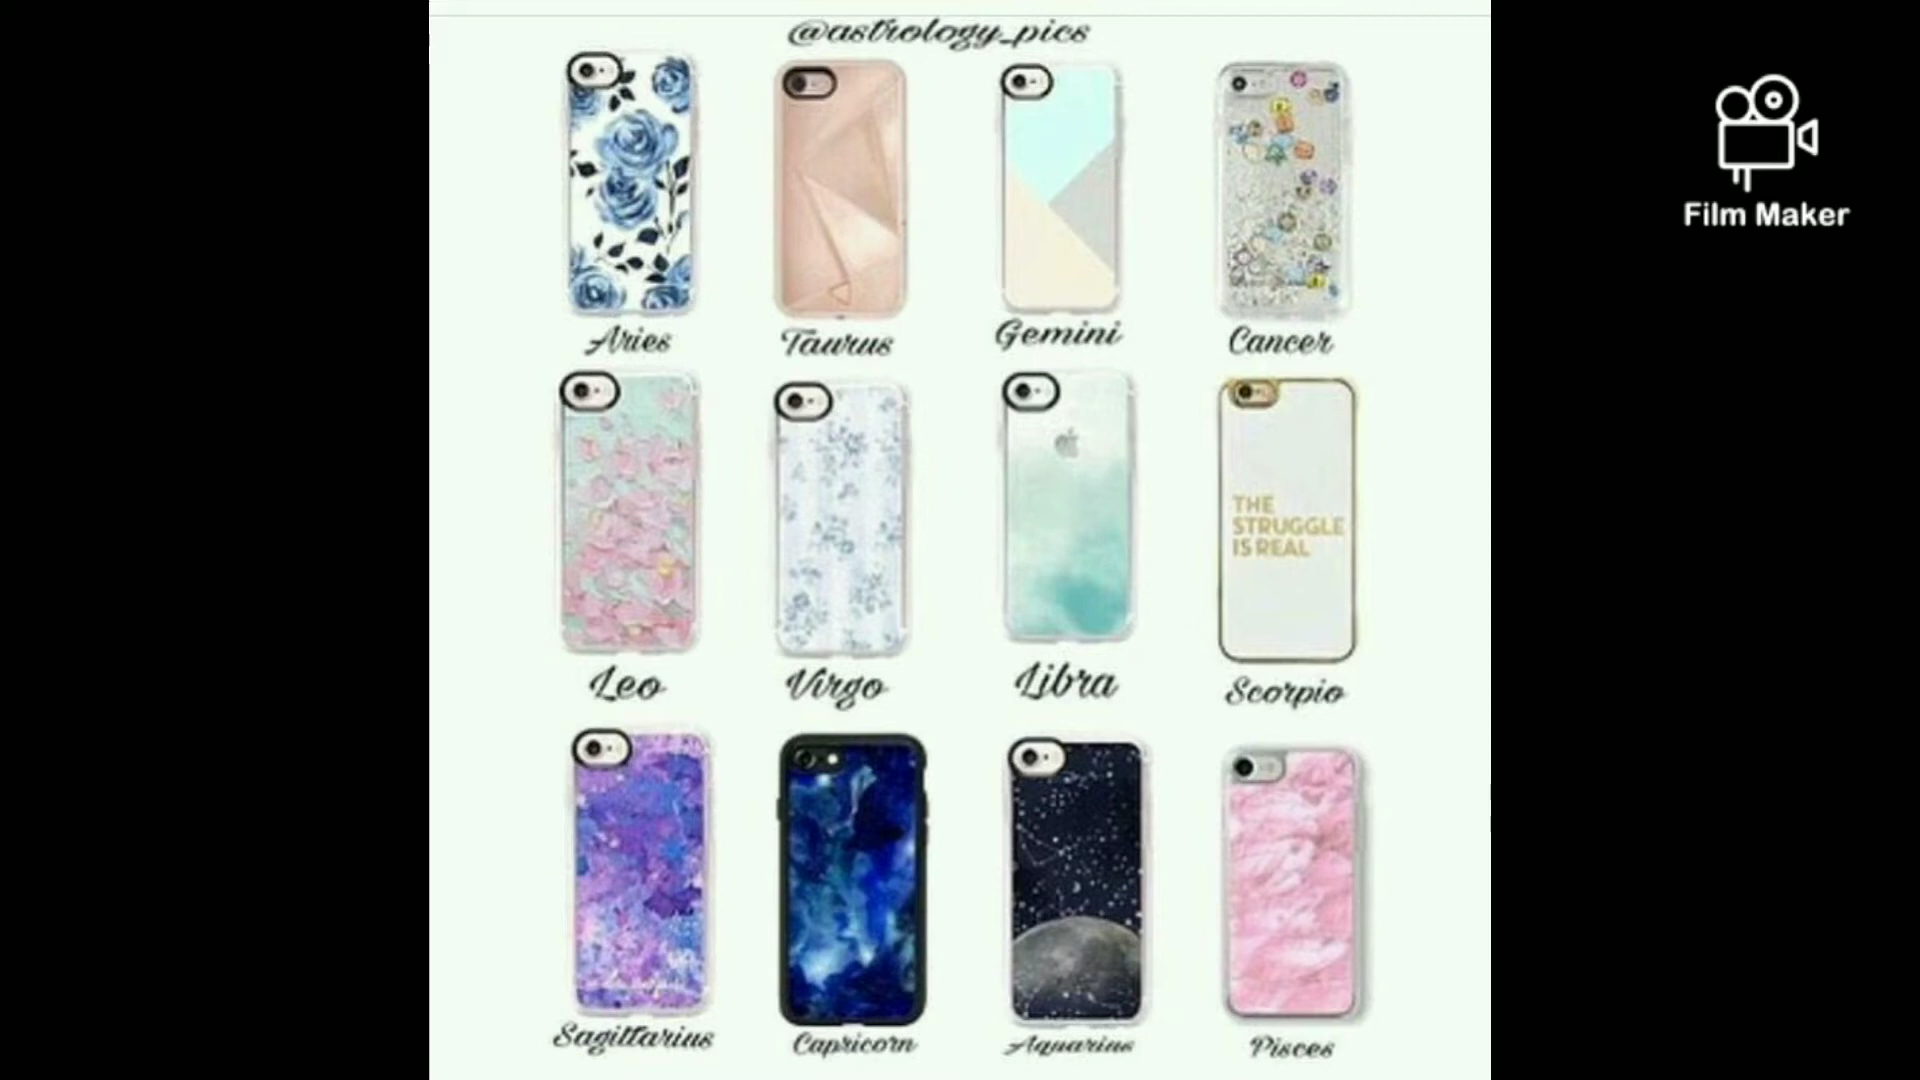 @astrology_pics
Film Maker
Aries
Taurus
Gemini
Cancer
THE
STRUGGLE
IS REAL
Leo
Virgo
Libra
Scorpio
Sagittarius
Capricorn
Aquarius
Pisces